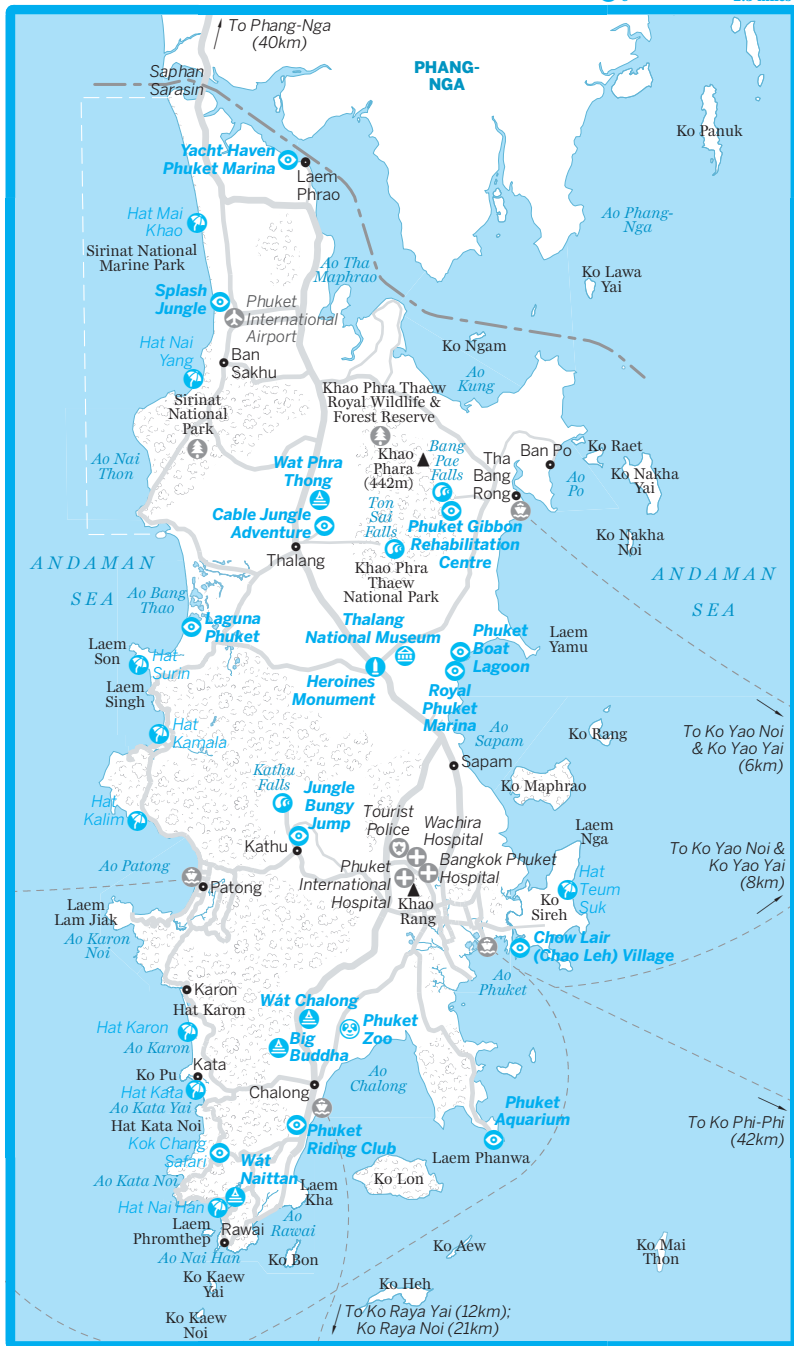 To Phang-Nga
(40km)
Saphan
Sarasin
PHANG-
NGA
Ko Panuk
Yacht Haven
Phuket Marina
Laem
Phrao
Hat Mai
Khao
Ao Phang-
Nga
Sirinat National
Marine Park
Ao Tha
Maphrao
Ko Lawa
Yai
Splash
Jungle
Phuket
International
Airport
Hat Nai
Yang
Ban
Sakhu
Ko Ngam
Ao
Kung
Sirinat
National
Park
Khao Phra Thaew
Royal Wildlife &
Forest Reserve
Ao Nai
Thon
Khao
Phara
(442m)
Bang
Pae
Falls
Tha
Bang
Rong
Ban Po
Ko Raet
Ao
Po
Ko Nakha
Yai
Wat Phra
Thong
Cable Jungle
Adventure
Ton
Sai
Falls
Phuket Gibbon
Rehabilitation
Centre
Ko Nakha
Noi
Thalang
Khao Phra
Thaew
National Park
ANDAMAN
SEA
ANDAMAN
SEA
Ao Bang
Thao
Laguna
Phuket
Thalang
National Museum
Phuket
Boat
Lagoon
Laem
Yamu
Laem
Son
Hat
Surin
Laem
Singh
Heroines
Monument
Royal
Phuket
Marina
Hat
Kamala
Ao
Sapam
Ko Rang
To Ko Yao Noi
& Ko Yao Yai
(6km)
Sapam
Kathu
Falls
Jungle
Bungy
Jump
Ko Maphrao
Hat
Kalim
Tourist
Police
Wachira
Hospital
Laem
Nga
Kathu
Ao Patong
Phuket
International
Hospital
Bangkok Phuket
Hospital
To Ko Yao Noi &
Ko Yao Yai
(8km)
Patong
Hat
Teum
Suk
Khao
Rang
Ko
Sireh
Laem
Lam Jiak
Ao Karon
Noi
Chow Lair
(Chao Leh) Village
Ao
Phuket
Karon
Hat Karon
Wát Chalong
Phuket
Zoo
Hat Karon
Ao Karon
Big
Buddha
Ko Pu
Kata
Hat Kata
Ao Kata Yai
Chalong
Ao
Chalong
Hat Kata Noi
Kok Chang
Safari
Phuket
Riding Club
Phuket
Aquarium
Laem Phanwa
To Ko Phi-Phi
(42km)
Ao Kata Noi
Wát
Naittan
Laem
Kha
Ko Lon
Hat Nai Han
Laem
Phromthep
Rawai
Ao
Rawai
Ao Nai Han
Ko Bon
Ko Aew
Ko Mai
Thon
Ko Kaew
Yai
Ko Heh
Ko Kaew
Noi
To Ko Raya Yai (12km);
Ko Raya Noi (21km)